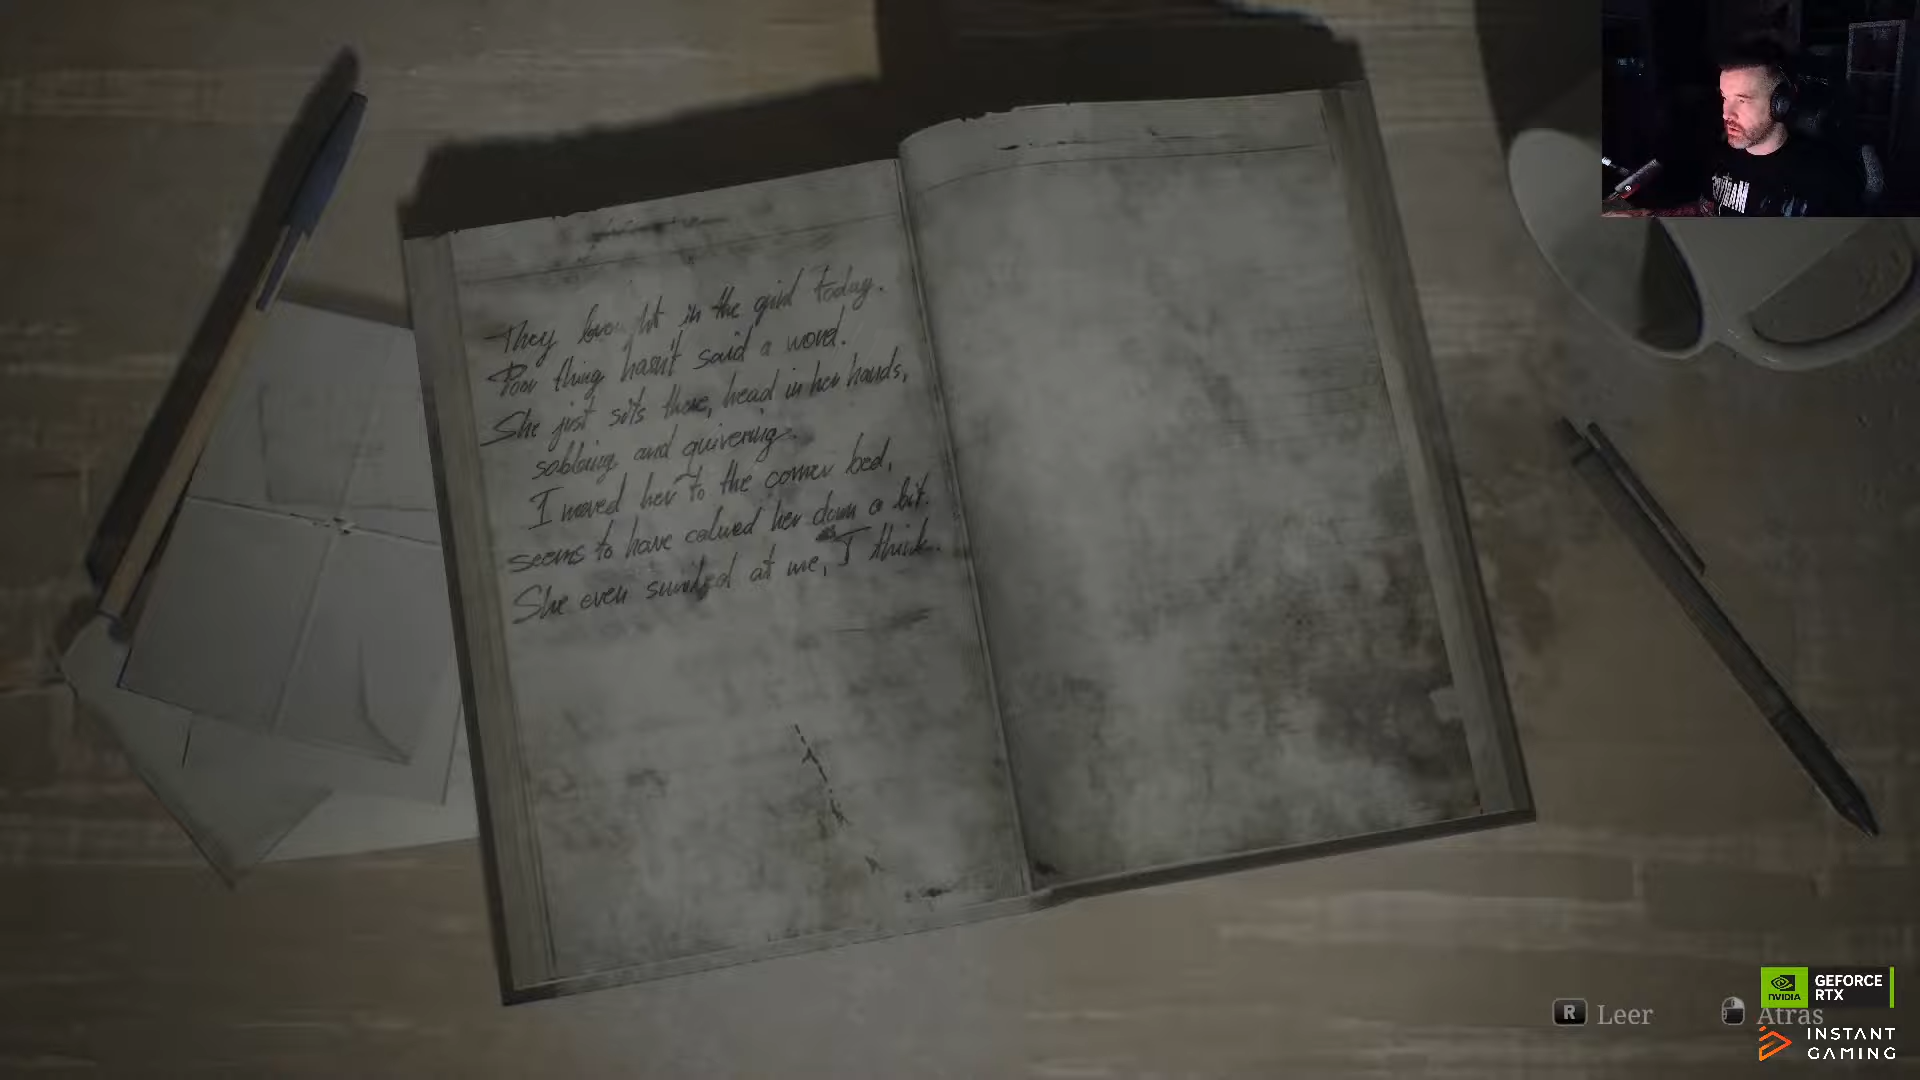 They brought in the girl today.
Poor thing hasn't said a word.
She just sits there, head in her hands,
sobbing and quivering.
I moved her to the corner bed,
seems to have calmed her down a bit.
She even smiled at me, I think.
R Leer
Atras
NVIDIA
GEFORCE
RTX
INSTANT
GAMING